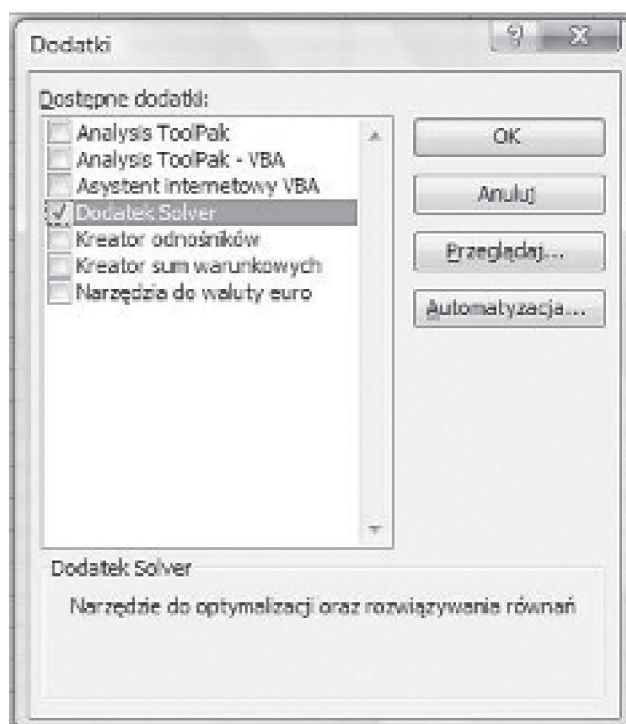 Dodatki
Dostępne dodatki:
Analysis ToolPak
Analysis ToolPak - VBA
Asystent internetowy VBA
Dodatek Solver
Kreator odnośników
Kreator sum warunkowych
Narzędzia do waluty euro
OK
Anuluj
Przeglądaj...
Automatyzacja...
Dodatek Solver
Narzędzie do optymalizacji oraz rozwiązywania równań